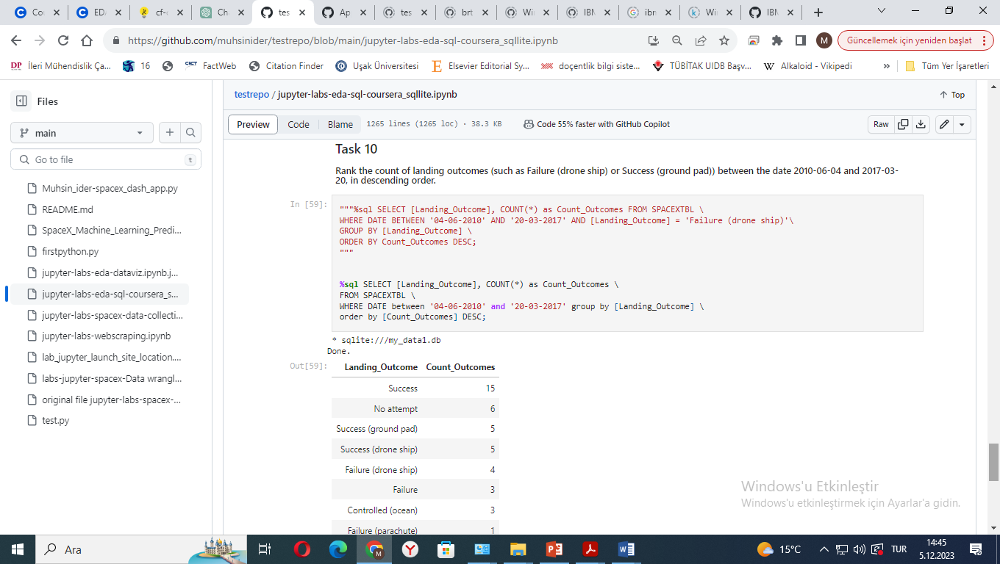 Co
ED
cf-
Ch
tes
Ap
tes
brt
Wi
IBN
ibn
Wi
IBN
https://github.com/muhsinider/testrepo/blob/main/jupyter-labs-eda-sql-coursera_sqllite.ipynb
M
Güncellemek için yeniden başlat
DP İleri Mühendislik Ça...
16
CACT FactWeb
Citation Finder
Uşak Üniversitesi
E Elsevier Editorial Sy...
doçentlik bilgi siste...
TÜBİTAK UIDB Başv...
W Alkaloid - Vikipedi
»
Tüm Yer İşaretleri
Files
testrepo / jupyter-labs-eda-sql-coursera_sqllite.ipynb
Top
main
Preview Code Blame 1265 lines (1265 loc) · 38.3 KB Code 55% faster with GitHub Copilot Raw
Go to file t
Muhsin_ider-spacex_dash_app.py
README.md
SpaceX_Machine_Learning_Predi...
firstpython.py
jupyter-labs-eda-dataviz.ipynb.j...
jupyter-labs-eda-sql-coursera_s...
jupyter-labs-spacex-data-collecti...
jupyter-labs-webscraping.ipynb
lab_jupyter_launch_site_location....
labs-jupyter-spacex-Data wrangl...
original file jupyter-labs-spacex-...
test.py
Task 10
Rank the count of landing outcomes (such as Failure (drone ship) or Success (ground pad)) between the date 2010-06-04 and 2017-03-
20, in descending order.
In [59]:
"""%sql SELECT [Landing_Outcome], COUNT(*) as Count_Outcomes FROM SPACEXTBL \
WHERE DATE BETWEEN '04-06-2010' AND '20-03-2017' AND [Landing_Outcome] = 'Failure (drone ship)'\
GROUP BY [Landing_Outcome] \
ORDER BY Count_Outcomes DESC;
"""
%sql SELECT [Landing_Outcome], COUNT(*) as Count_Outcomes \
FROM SPACEXTBL \
WHERE DATE between '04-06-2010' and '20-03-2017' group by [Landing_Outcome] \
order by [Count_Outcomes] DESC;
* sqlite:///my_data1.db
Done.
Out[59]:
Landing_Outcome Count_Outcomes
Success 15
No attempt 6
Success (ground pad) 5
Success (drone ship) 5
Failure (drone ship) 4
Failure 3
Controlled (ocean) 3
Failure (parachute) 1
Windows'u Etkinleştir
Windows'u etkinleştirmek için Ayarlar'a gidin.
Ara
15°C
TUR
14:45
5.12.2023